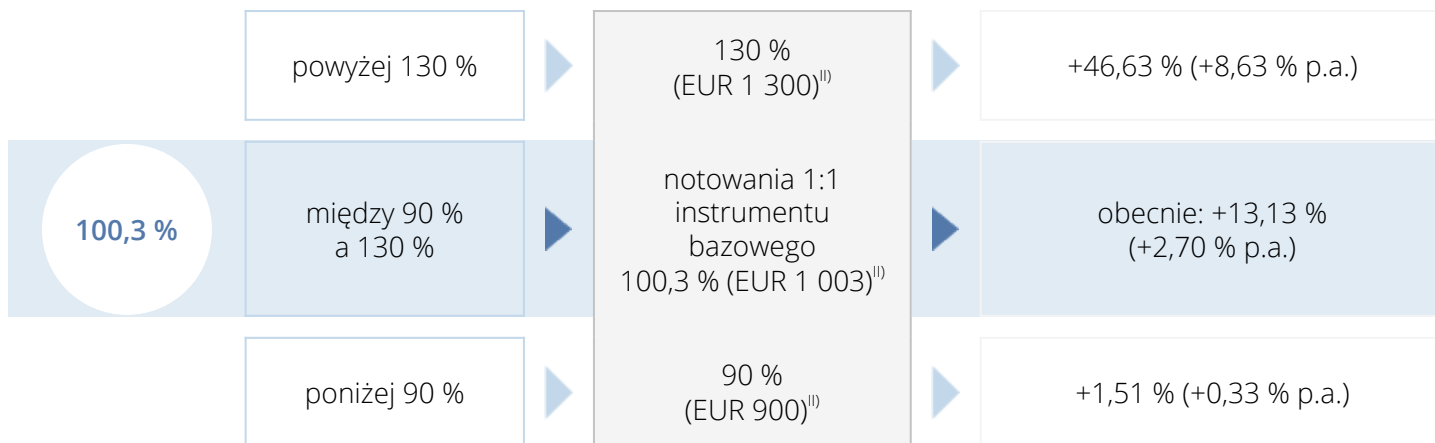 powyżej 130 %
130 %
(EUR 1 300)II)
+46,63 % (+8,63 % p.a.)
100,3 %
między 90 %
a 130 %
notowania 1:1
instrumentu
bazowego
100,3 % (EUR 1 003)II)
obecnie: +13,13 %
(+2,70 % p.a.)
poniżej 90 %
90 %
(EUR 900)II)
+1,51 % (+0,33 % p.a.)